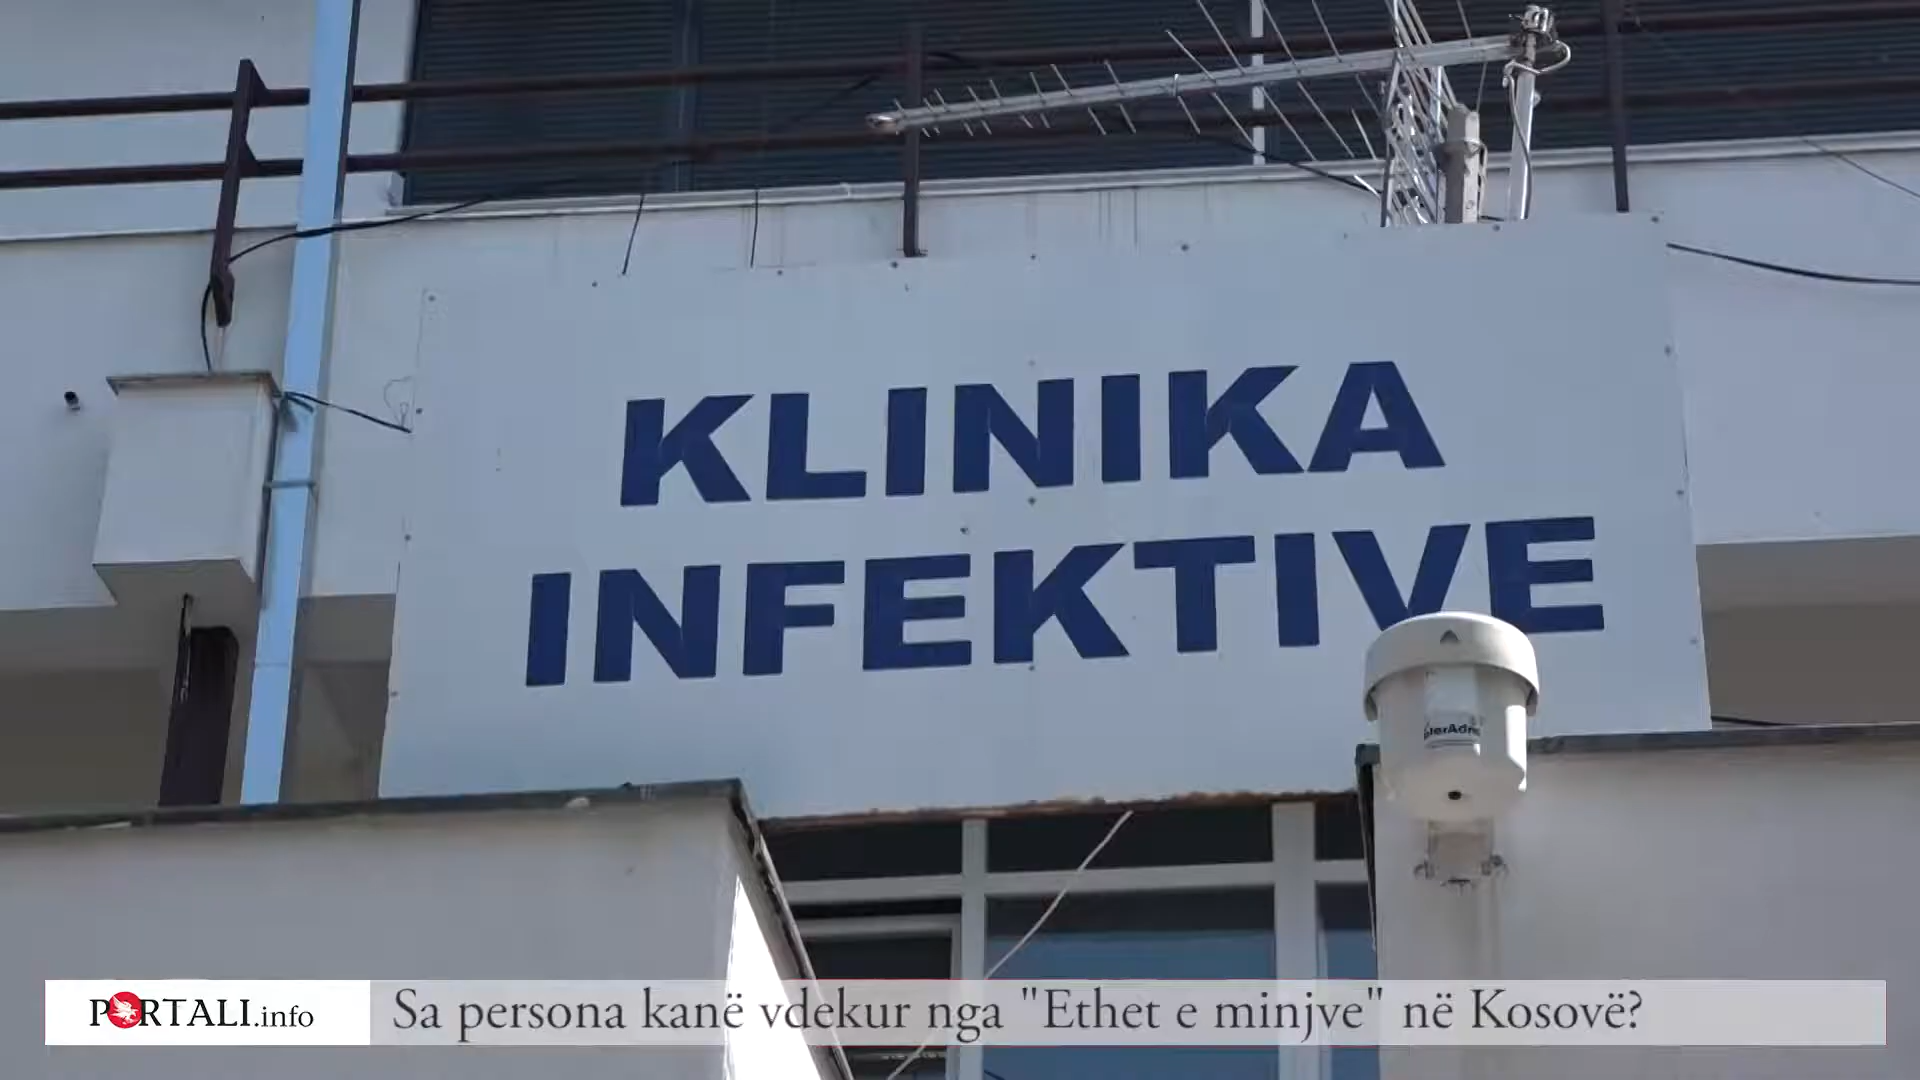 KLINIKA
INFEKTIVE
PORTALI.info
Sa persona kanë vdekur nga "Ethet e minjve" në Kosovë?